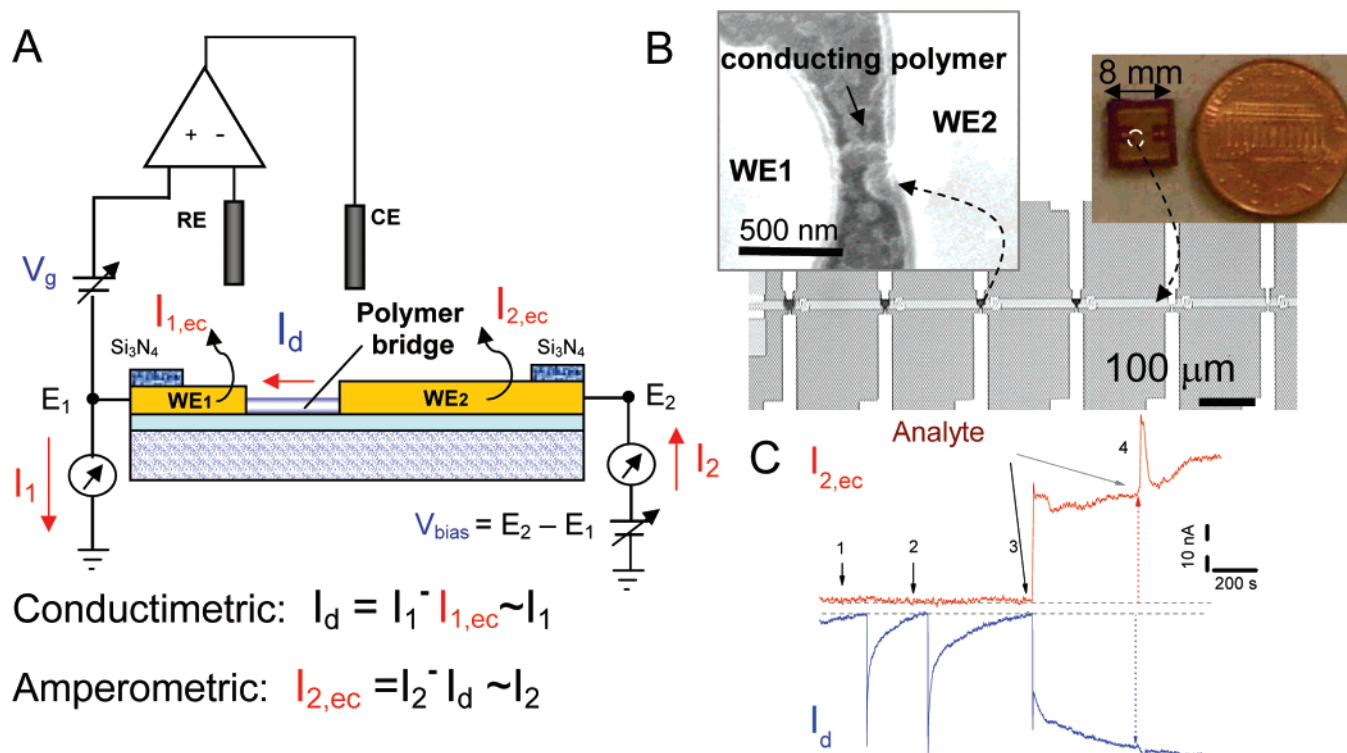 A
+ -
RE
CE
Vg
I1,ec
Id
Polymer
bridge
I2,ec
Si3N4
Si3N4
E1
WE1
WE2
E2
I1
I2
Vbias = E2 – E1
Conductimetric: Id = I1- I1,ec~I1
Amperometric: I2,ec =I2- Id ~I2
B
conducting polymer
WE1
WE2
500 nm
8 mm
100 μm
C
Analyte
I2,ec
1
2
3
4
10 nA
200 s
Id